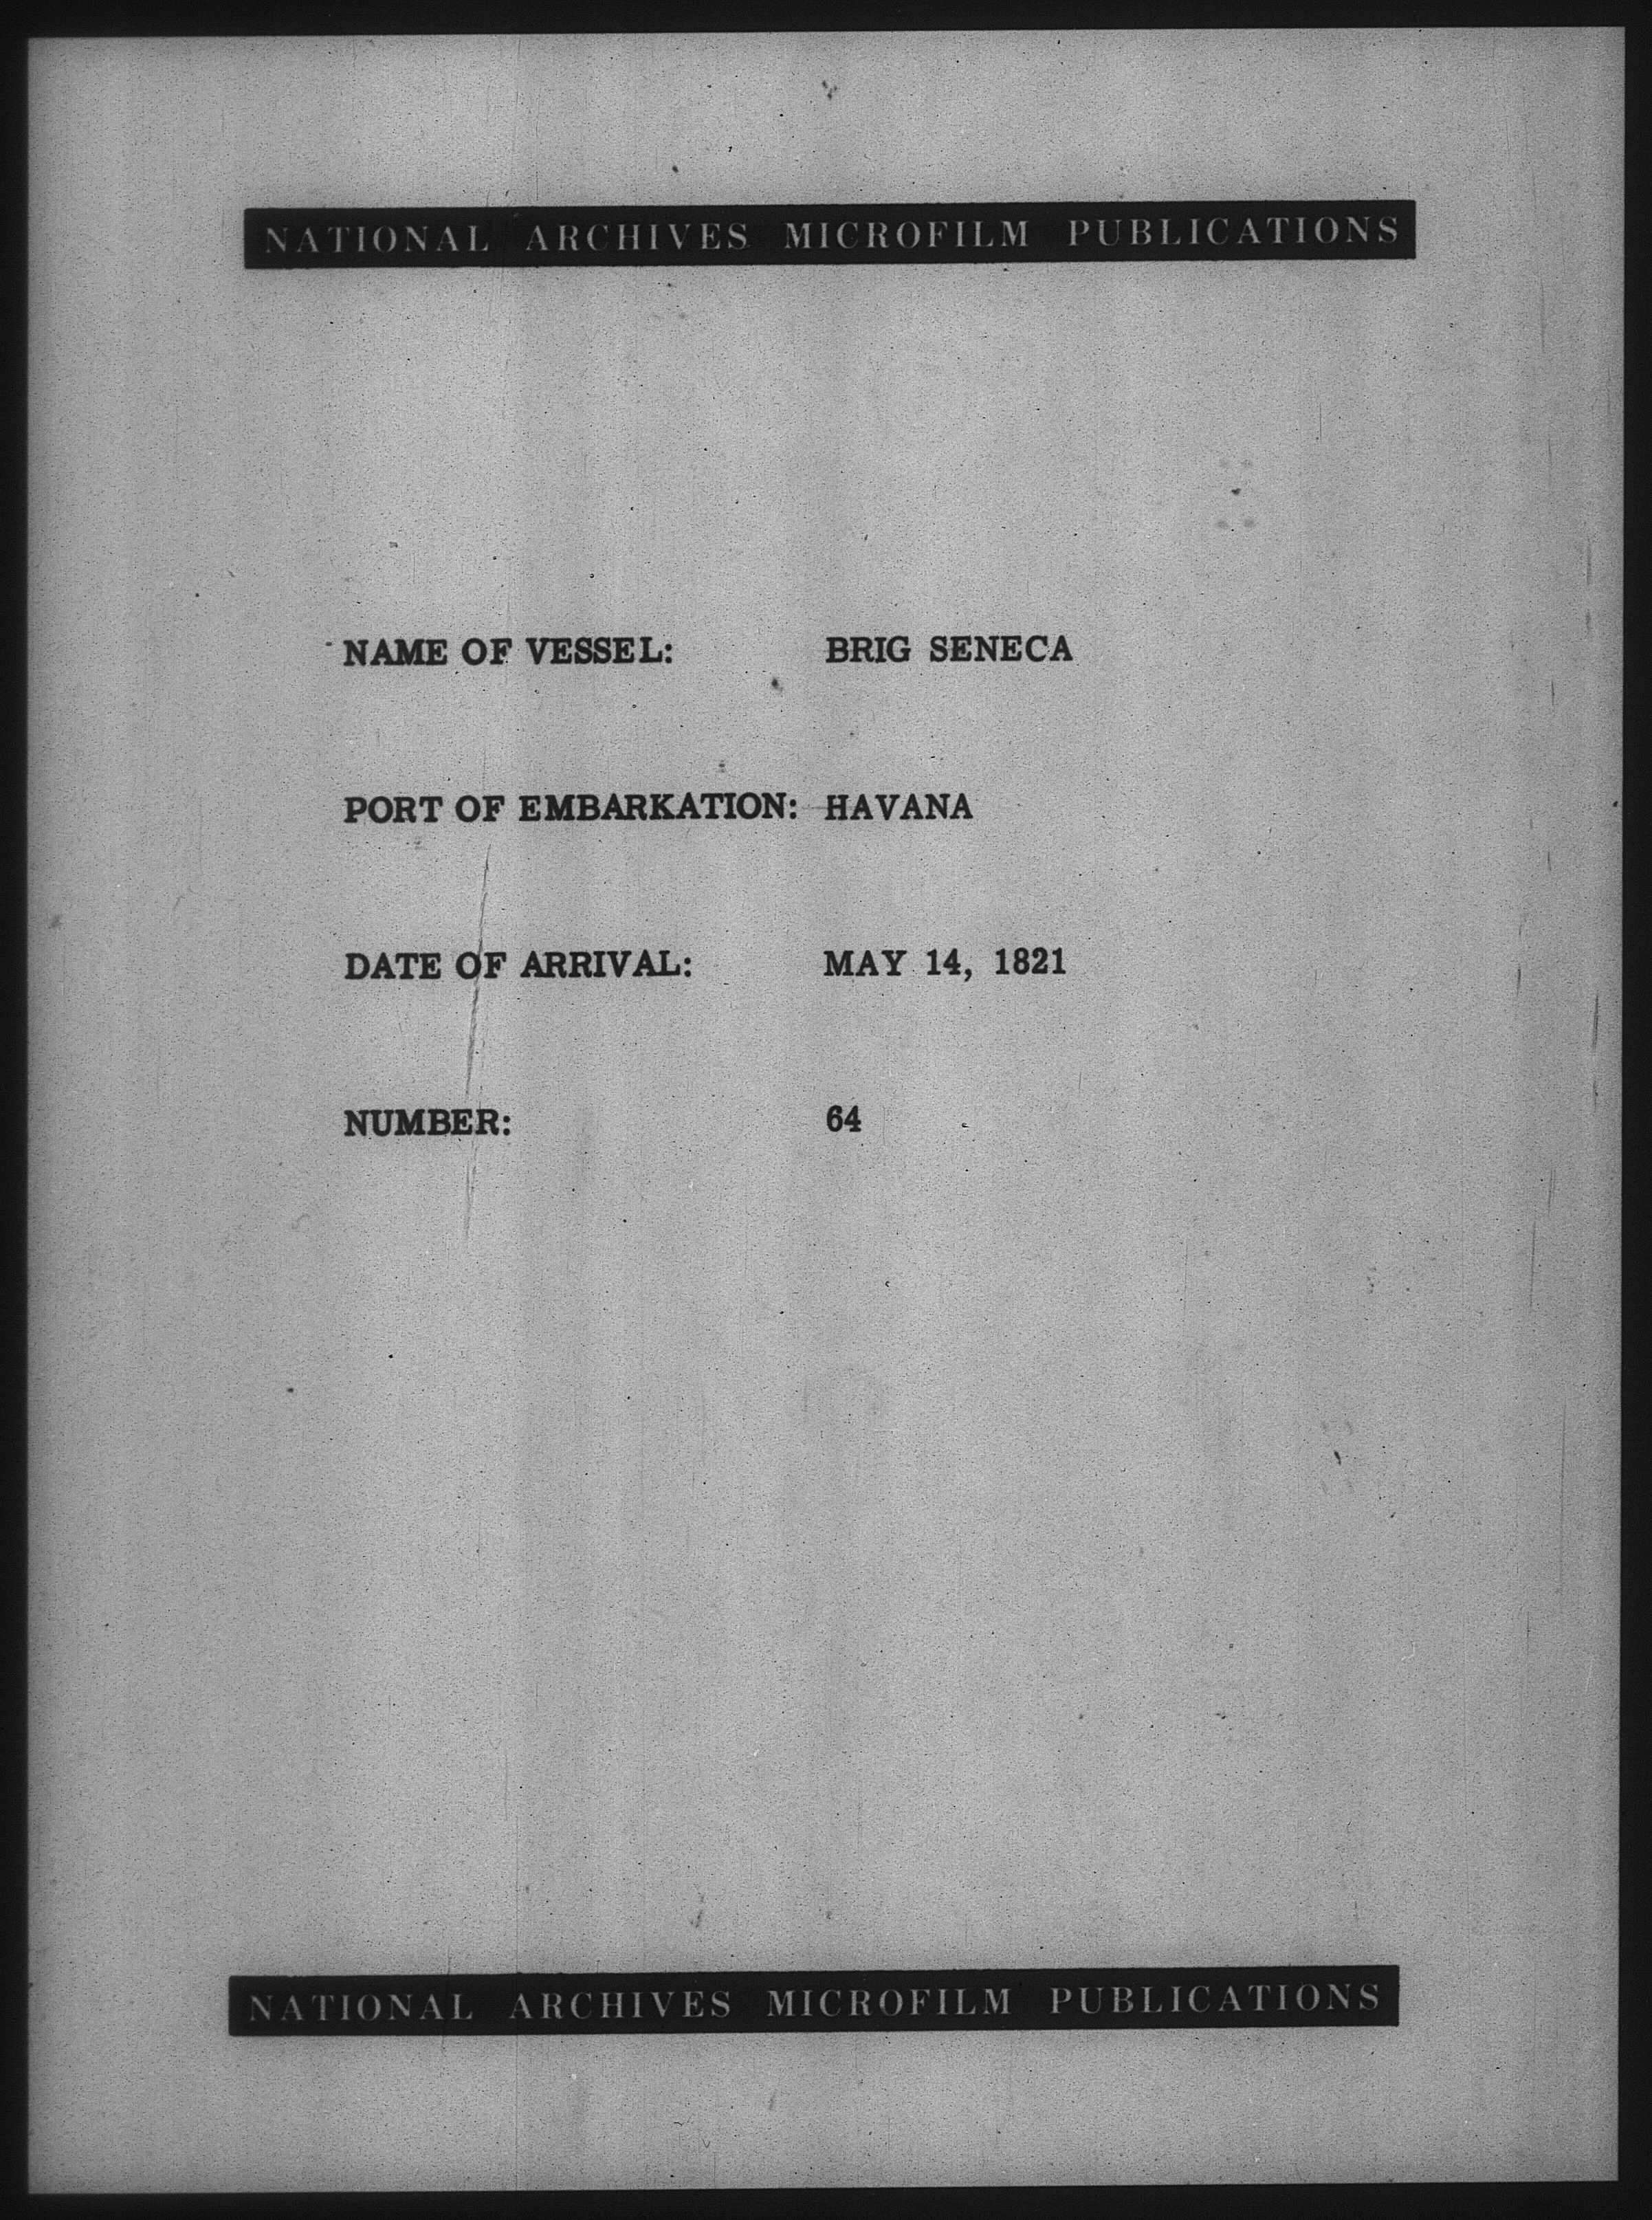 NATIONAL ARCHIVES MICROFILM PUBLICATIONS
NAME OF VESSEL: BRIG SENECA
PORT OF EMBARKATION: HAVANA
DATE OF ARRIVAL: MAY 14, 1821
NUMBER: 64
NATIONAL ARCHIVES MICROFILM PUBLICATIONS